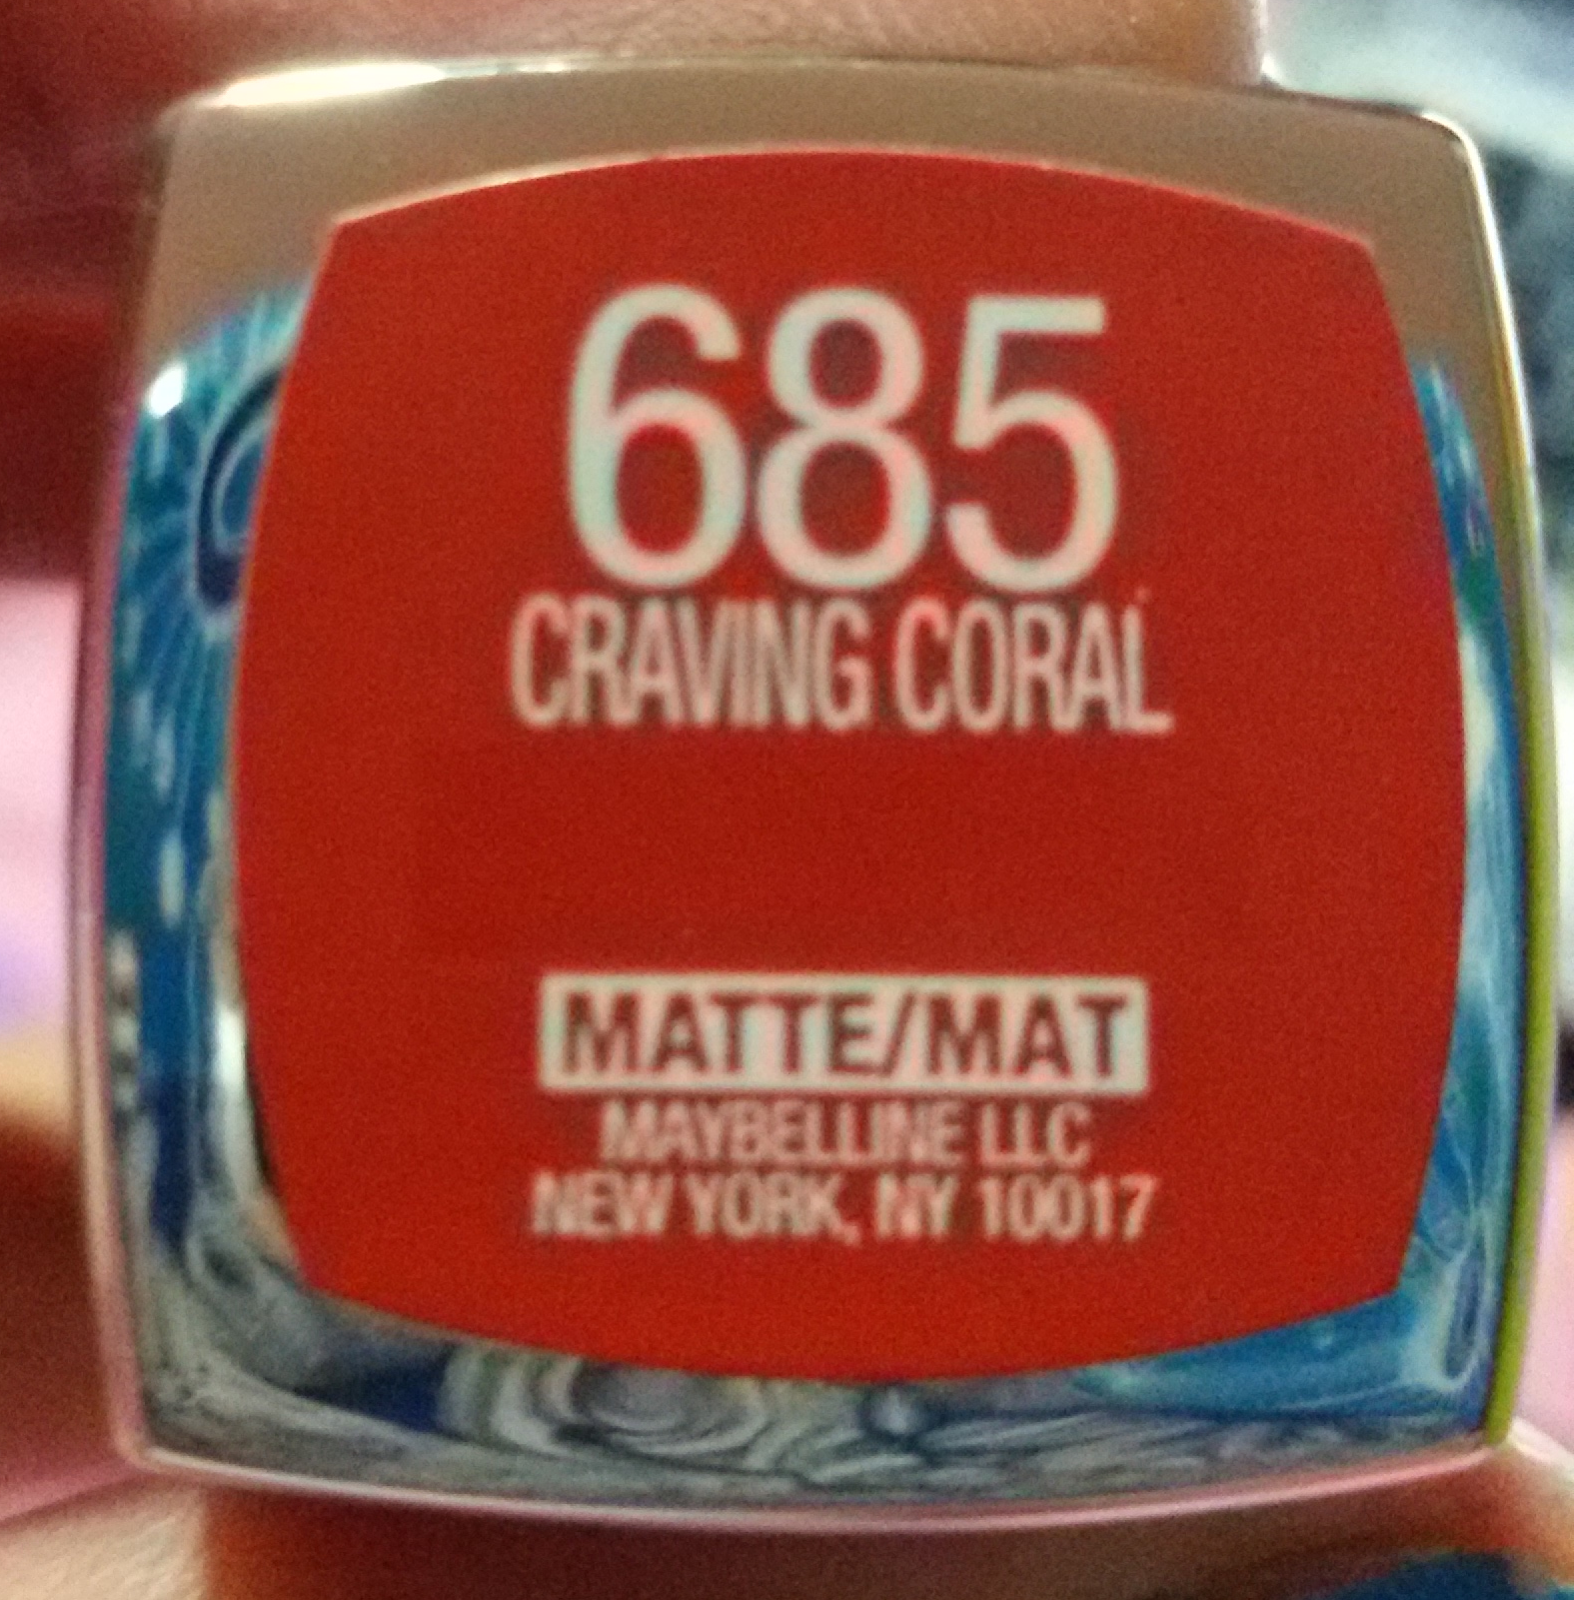 685
CRAVING CORAL
MATTE/MAT
MAYBELLINE LLC
NEW YORK, NY 10017